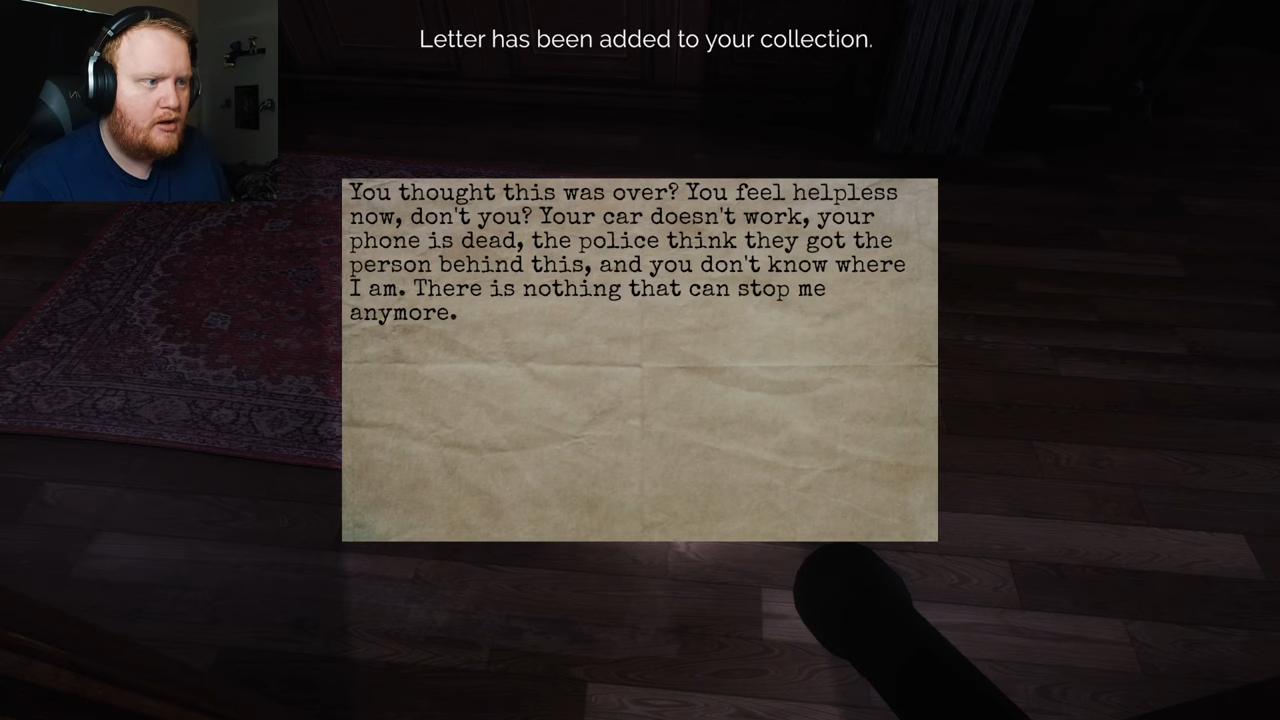 Letter has been added to your collection.
You thought this was over? You feel helpless
now, don't you? Your car doesn't work, your
phone is dead, the police think they got the
person behind this, and you don't know where
I am. There is nothing that can stop me
anymore.